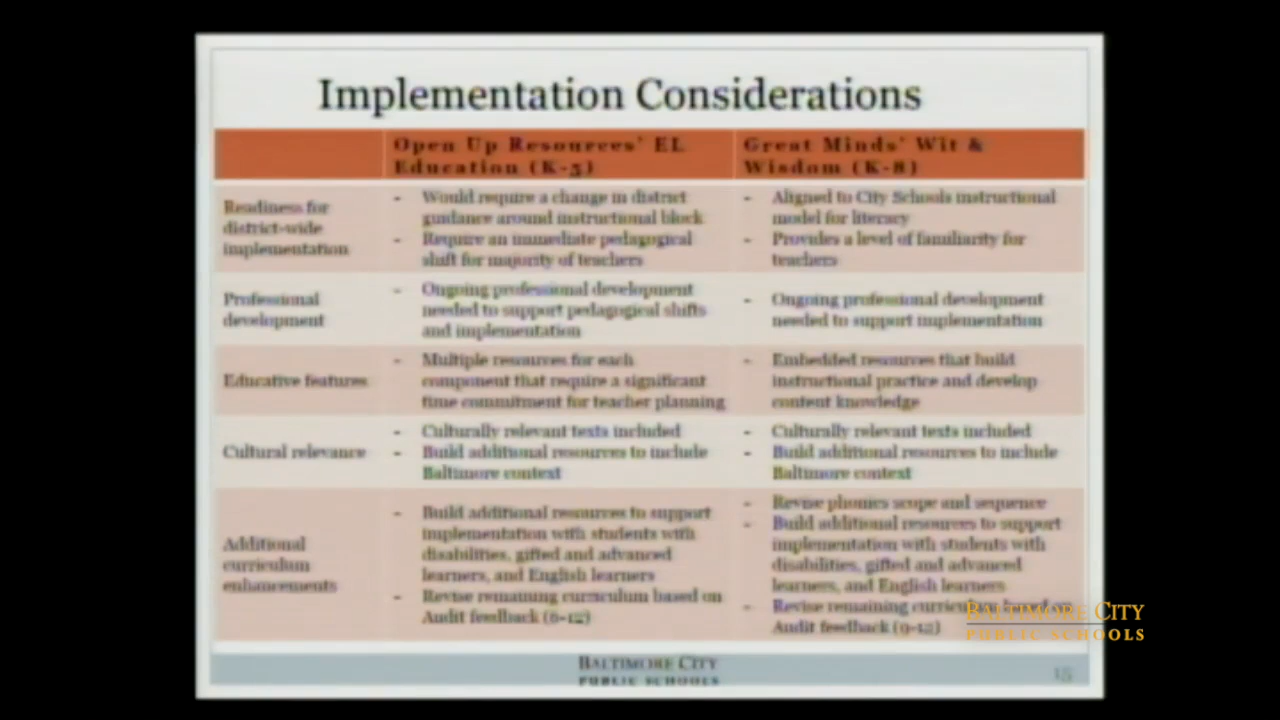 Implementation Considerations
Open Up Resources' EL
Education (K-5)
Great Minds' Wit &
Wisdom (K-8)
Readiness for
district-wide
implementation
- Would require a change in district
guidance around instructional block
- Require an immediate pedagogical
shift for majority of teachers
- Aligned to City Schools instructional
model for literacy
- Provides a level of familiarity for
teachers
Professional
development
- Ongoing professional development
needed to support pedagogical shifts
and implementation
- Ongoing professional development
needed to support implementation
Educative features
- Multiple resources for each
component that require a significant
time commitment for teacher planning
- Embedded resources that build
instructional practice and develop
content knowledge
Cultural relevance
- Culturally relevant texts included
- Build additional resources to include
Baltimore context
- Culturally relevant texts included
- Build additional resources to include
Baltimore context
Additional
curriculum
enhancements
- Build additional resources to support
implementation with students with
disabilities, gifted and advanced
learners, and English learners
- Revise remaining curriculum based on
Audit feedback (6-12)
- Revise phonics scope and sequence
- Build additional resources to support
implementation with students with
disabilities, gifted and advanced
learners, and English learners
- Revise remaining curriculum based on
Audit feedback (9-12)
BALTIMORE CITY
PUBLIC SCHOOLS
15
BALTIMORE CITY
PUBLIC SCHOOLS